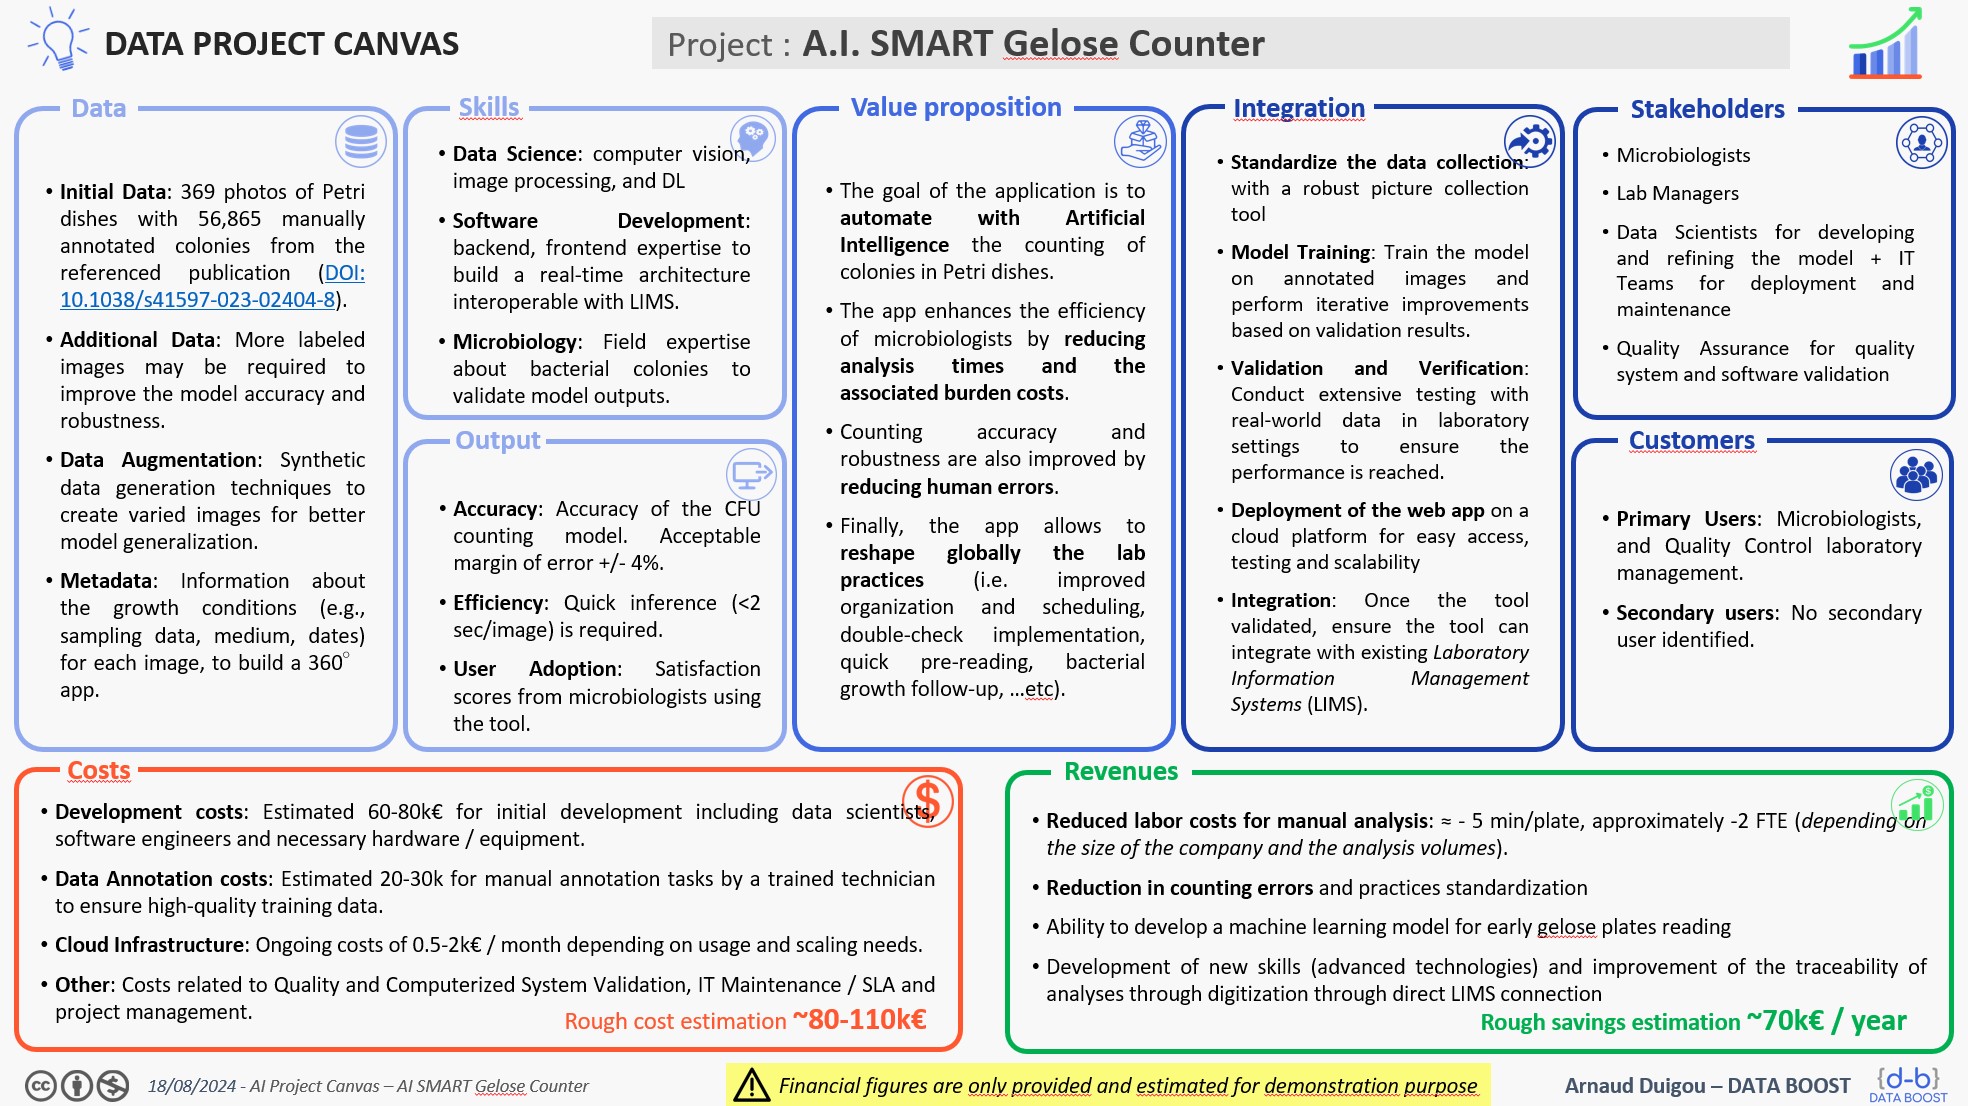 DATA PROJECT CANVAS
Project : A.I. SMART Gelose Counter
Data
• Initial Data: 369 photos of Petri
dishes with 56,865 manually
annotated colonies from the
referenced publication (DOI:
10.1038/s41597-023-02404-8).
• Additional Data: More labeled
images may be required to
improve the model accuracy and
robustness.
• Data Augmentation: Synthetic
data generation techniques to
create varied images for better
model generalization.
• Metadata: Information about
the growth conditions (e.g.,
sampling data, medium, dates)
for each image, to build a 360°
app.
Skills
• Data Science: computer vision,
image processing, and DL
• Software Development:
backend, frontend expertise to
build a real-time architecture
interoperable with LIMS.
• Microbiology: Field expertise
about bacterial colonies to
validate model outputs.
Output
• Accuracy: Accuracy of the CFU
counting model. Acceptable
margin of error +/- 4%.
• Efficiency: Quick inference (<2
sec/image) is required.
• User Adoption: Satisfaction
scores from microbiologists using
the tool.
Value proposition
• The goal of the application is to
automate with Artificial
Intelligence the counting of
colonies in Petri dishes.
• The app enhances the efficiency
of microbiologists by reducing
analysis times and the
associated burden costs.
• Counting accuracy and
robustness are also improved by
reducing human errors.
• Finally, the app allows to
reshape globally the lab
practices (i.e. improved
organization and scheduling,
double-check implementation,
quick pre-reading, bacterial
growth follow-up, ...etc).
Integration
• Standardize the data collection:
with a robust picture collection
tool
• Model Training: Train the model
on annotated images and
perform iterative improvements
based on validation results.
• Validation and Verification:
Conduct extensive testing with
real-world data in laboratory
settings to ensure the
performance is reached.
• Deployment of the web app on a
cloud platform for easy access,
testing and scalability
• Integration: Once the tool
validated, ensure the tool can
integrate with existing Laboratory
Information Management
Systems (LIMS).
Stakeholders
• Microbiologists
• Lab Managers
• Data Scientists for developing
and refining the model + IT
Teams for deployment and
maintenance
• Quality Assurance for quality
system and software validation
Customers
• Primary Users: Microbiologists,
and Quality Control laboratory
management.
• Secondary users: No secondary
user identified.
Costs
$
• Development costs: Estimated 60-80k€ for initial development including data scientists,
software engineers and necessary hardware / equipment.
• Data Annotation costs: Estimated 20-30k for manual annotation tasks by a trained technician
to ensure high-quality training data.
• Cloud Infrastructure: Ongoing costs of 0.5-2k€ / month depending on usage and scaling needs.
• Other: Costs related to Quality and Computerized System Validation, IT Maintenance / SLA and
project management.
Rough cost estimation ~80-110k€
Revenues
$
• Reduced labor costs for manual analysis: ≈ - 5 min/plate, approximately -2 FTE (depending on
the size of the company and the analysis volumes).
• Reduction in counting errors and practices standardization
• Ability to develop a machine learning model for early gelose plates reading
• Development of new skills (advanced technologies) and improvement of the traceability of
analyses through digitization through direct LIMS connection
Rough savings estimation ~70k€ / year
cc
18/08/2024 - AI Project Canvas – AI SMART Gelose Counter
Financial figures are only provided and estimated for demonstration purpose
Arnaud Duigou – DATA BOOST
{d-b}
DATA BOOST